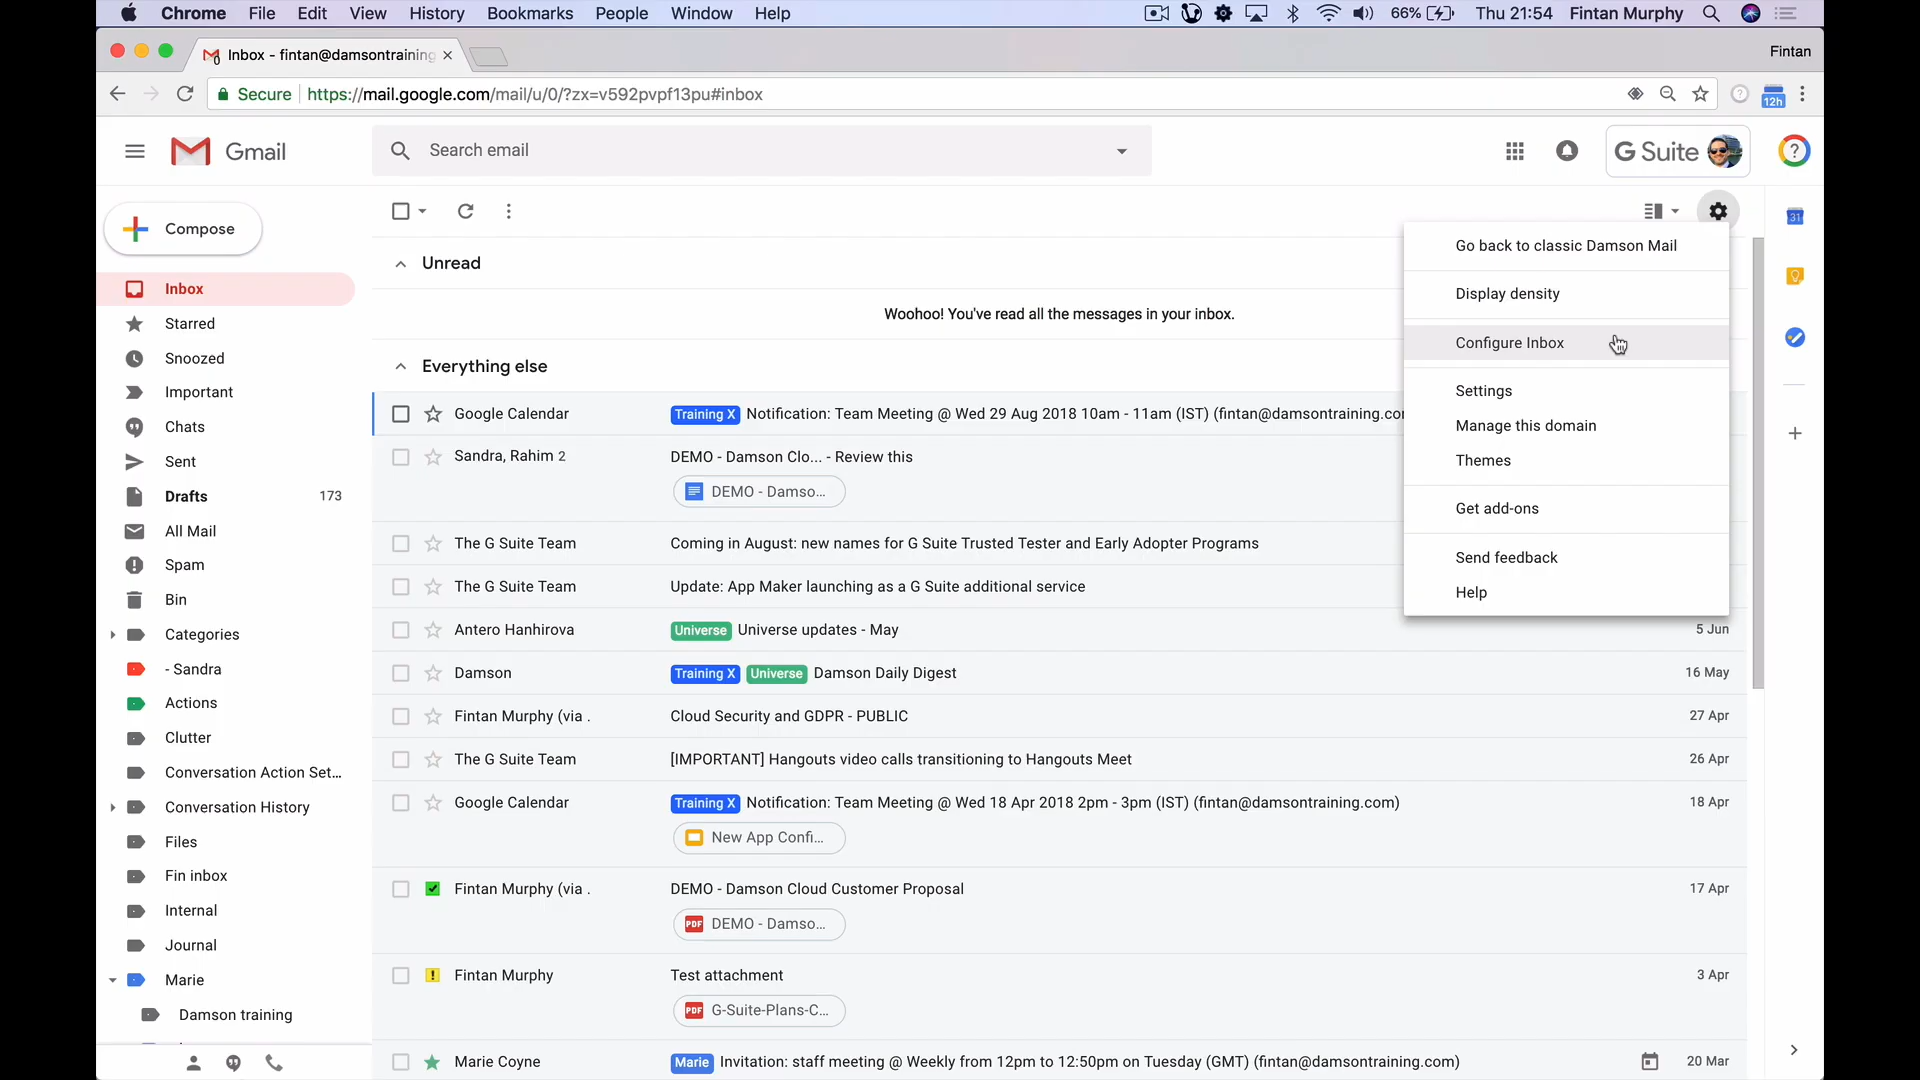 Chrome File Edit View History Bookmarks People Window Help 66% Thu 21:54 Fintan Murphy
Inbox - fintan@damsontraining Fintan
Secure https://mail.google.com/mail/u/0/?zx=v592pvpf13pu#inbox 12h
Gmail Search email G Suite
Compose
31
Go back to classic Damson Mail
Display density
Configure Inbox
Settings
Manage this domain
Themes
Get add-ons
Send feedback
Help
Inbox
Starred
Snoozed
Important
Chats
Sent
Drafts 173
All Mail
Spam
Bin
Categories
- Sandra
Actions
Clutter
Conversation Action Set...
Conversation History
Files
Fin inbox
Internal
Journal
Marie
Damson training
Unread
Woohoo! You've read all the messages in your inbox.
Everything else
Google Calendar Training X Notification: Team Meeting @ Wed 29 Aug 2018 10am - 11am (IST) (fintan@damsontraining.co
Sandra, Rahim 2 DEMO - Damson Clo... - Review this
DEMO - Damso...
The G Suite Team Coming in August: new names for G Suite Trusted Tester and Early Adopter Programs
The G Suite Team Update: App Maker launching as a G Suite additional service
Antero Hanhirova Universe Universe updates - May 5 Jun
Damson Training X Universe Damson Daily Digest 16 May
Fintan Murphy (via . Cloud Security and GDPR - PUBLIC 27 Apr
The G Suite Team [IMPORTANT] Hangouts video calls transitioning to Hangouts Meet 26 Apr
Google Calendar Training X Notification: Team Meeting @ Wed 18 Apr 2018 2pm - 3pm (IST) (fintan@damsontraining.com) 18 Apr
New App Confi...
Fintan Murphy (via . DEMO - Damson Cloud Customer Proposal 17 Apr
PDF DEMO - Damso...
Fintan Murphy Test attachment 3 Apr
PDF G-Suite-Plans-C...
Marie Coyne Marie Invitation: staff meeting @ Weekly from 12pm to 12:50pm on Tuesday (GMT) (fintan@damsontraining.com) 20 Mar